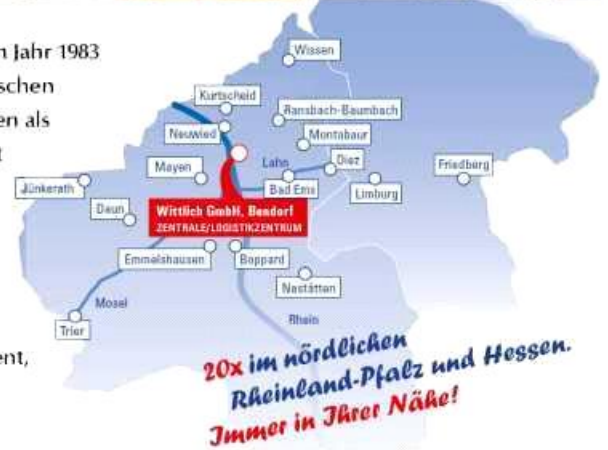 n Jahr 1983
schen
en als
t
ent,
Wissen
Kurtscheid
Ransbach-Baumbach
Neuwied
Montabaur
Lahn
Diez
Mayen
Friedberg
Jünkerath
Bad Ems
Limburg
Daun
Wittlich GmbH, Bendorf
ZENTRALE/LOGISTIKZENTRUM
Emmelshausen
Boppard
Nastätten
Mosel
Rhein
Trier
20x im nördlichen
Rheinland-Pfalz und Hessen.
Immer in Ihrer Nähe!